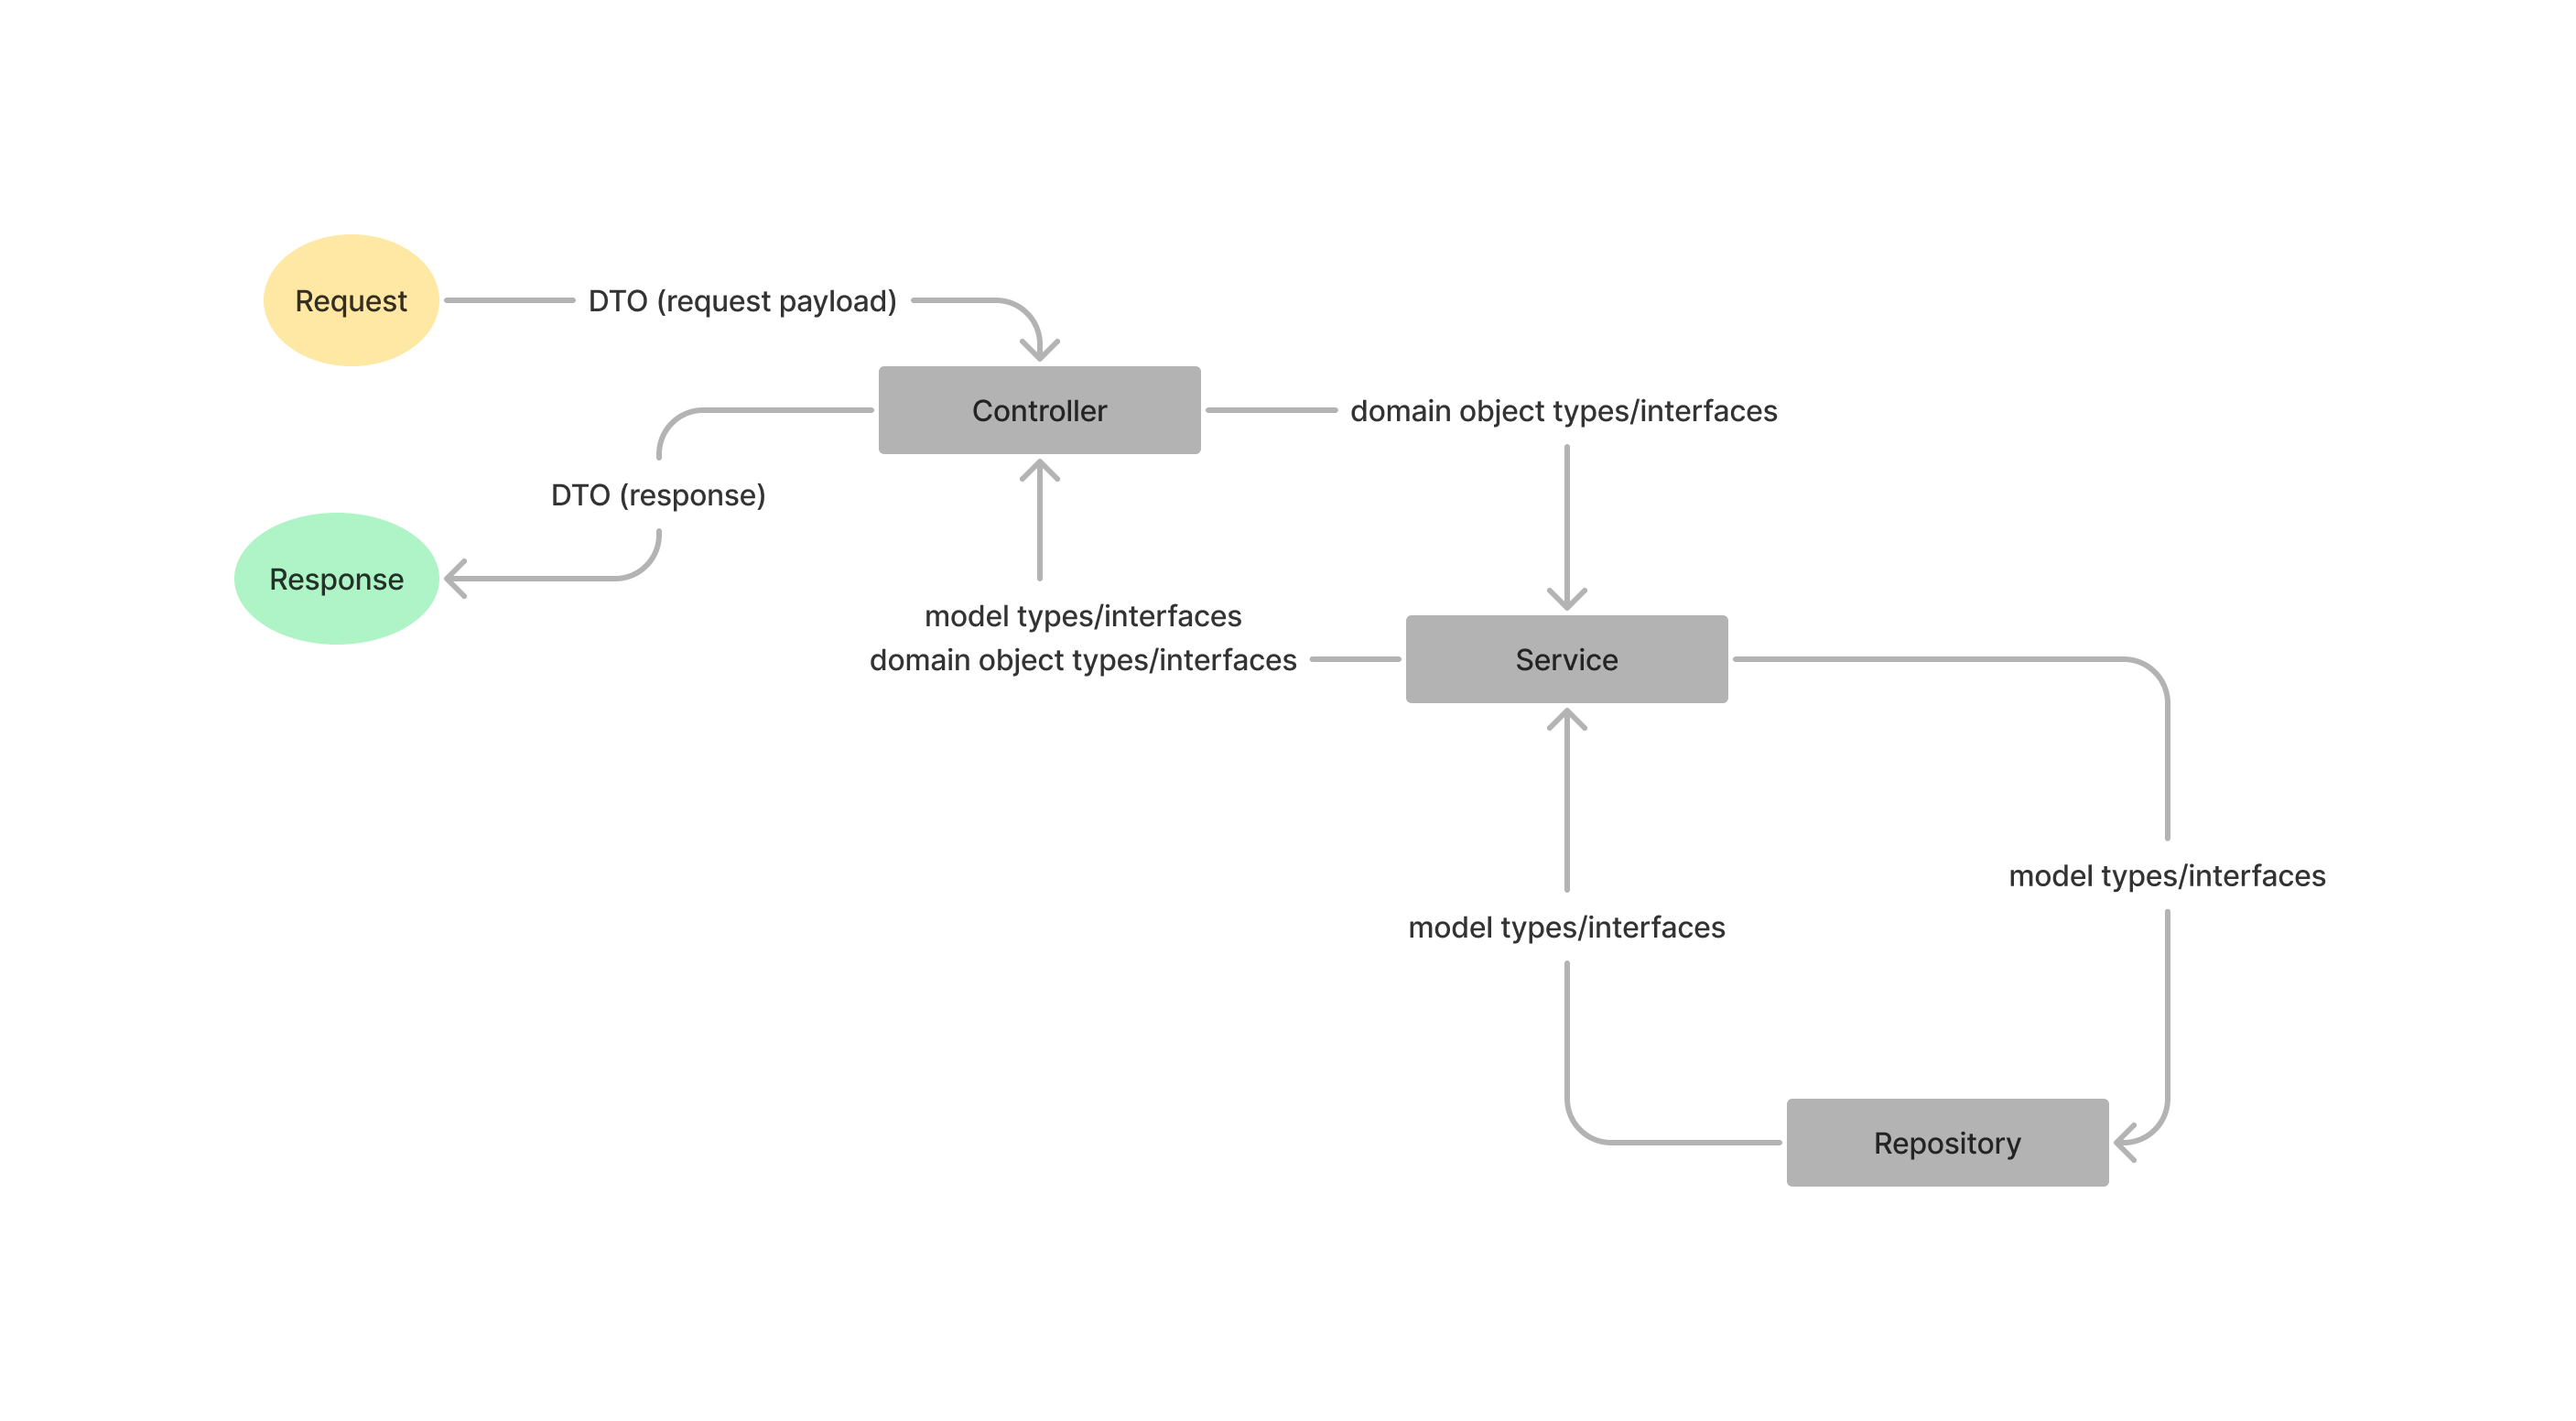 Request
DTO (request payload)
Controller
domain object types/interfaces
DTO (response)
Response
model types/interfaces
domain object types/interfaces
Service
model types/interfaces
model types/interfaces
Repository